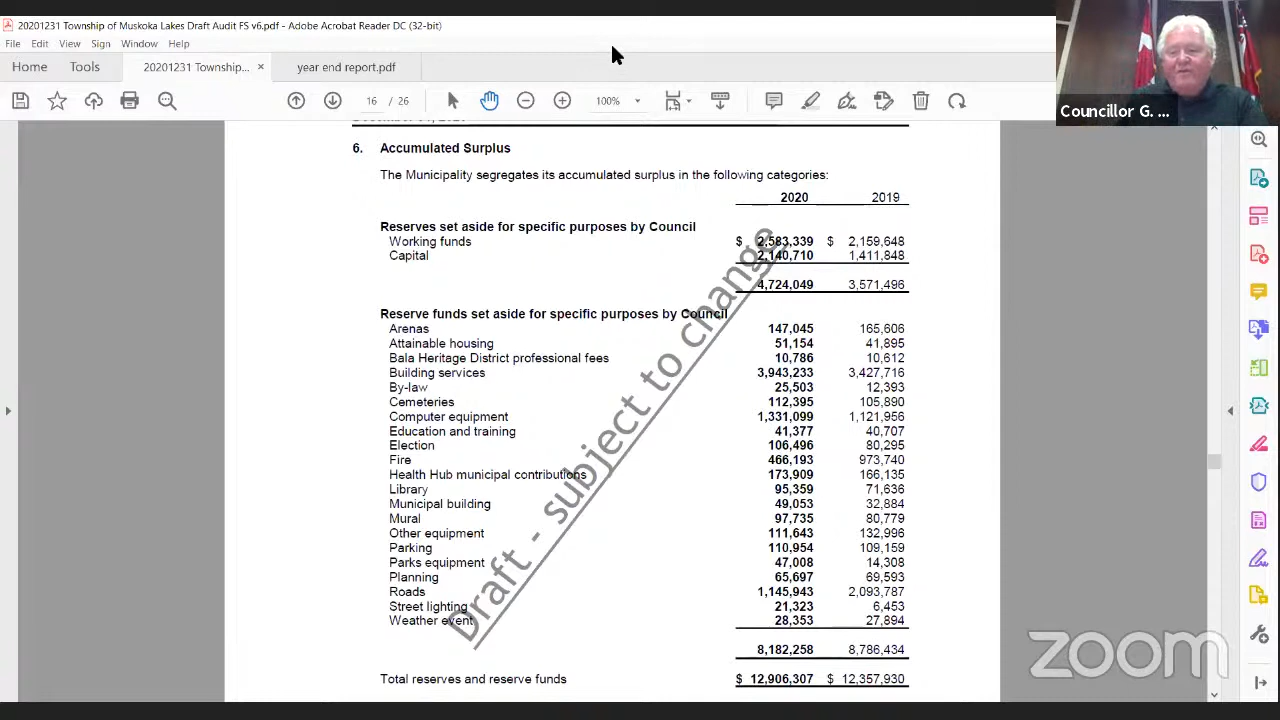 20201231 Township of Muskoka Lakes Draft Audit FS v6.pdf - Adobe Acrobat Reader DC (32-bit)
File Edit View Sign Window Help
Home Tools 20201231 Township... × year end report.pdf
16 / 26 100%
Councillor G. ...
6. Accumulated Surplus
The Municipality segregates its accumulated surplus in the following categories:
2020 2019
Reserves set aside for specific purposes by Council
Working funds $ 2,583,339 $ 2,159,648
Capital 2,140,710 1,411,848
4,724,049 3,571,496
Reserve funds set aside for specific purposes by Council
Arenas 147,045 165,606
Attainable housing 51,154 41,895
Bala Heritage District professional fees 10,786 10,612
Building services 3,943,233 3,427,716
By-law 25,503 12,393
Cemeteries 112,395 105,890
Computer equipment 1,331,099 1,121,956
Education and training 41,377 40,707
Election 106,496 80,295
Fire 466,193 973,740
Health Hub municipal contributions 173,909 166,135
Library 95,359 71,636
Municipal building 49,053 32,884
Mural 97,735 80,779
Other equipment 111,643 132,996
Parking 110,954 109,159
Parks equipment 47,008 14,308
Planning 65,697 69,593
Roads 1,145,943 2,093,787
Street lighting 21,323 6,453
Weather event 28,353 27,894
8,182,258 8,786,434
Total reserves and reserve funds $ 12,906,307 $ 12,357,930
Draft - subject to change
zoom